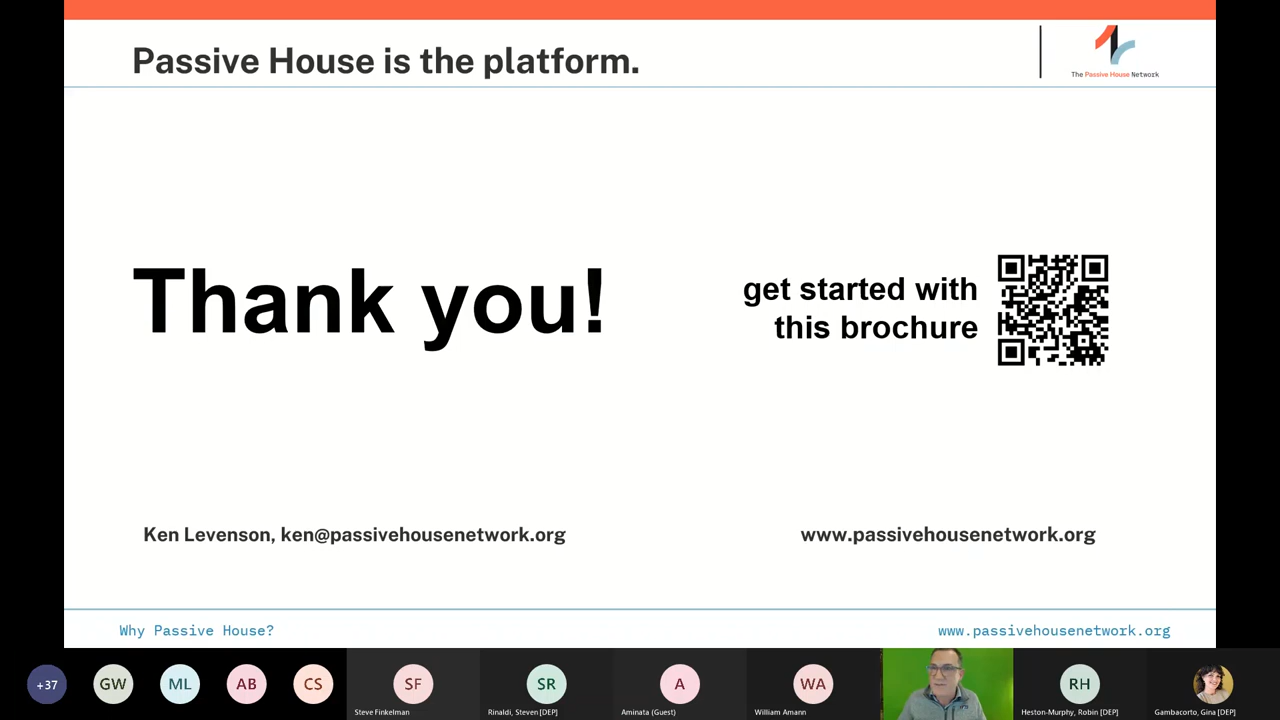 Passive House is the platform.
The Passive House Network
Thank you!
get started with
this brochure
Ken Levenson, ken@passivehousenetwork.org
www.passivehousenetwork.org
Why Passive House?
www.passivehousenetwork.org
+37
GW
ML
AB
CS
SF
SR
A
WA
RH
Steve Finkelman
Rinaldi, Steven [DEP]
Aminata (Guest)
William Amann
Heston-Murphy, Robin [DEP]
Gambacorto, Gina [DEP]